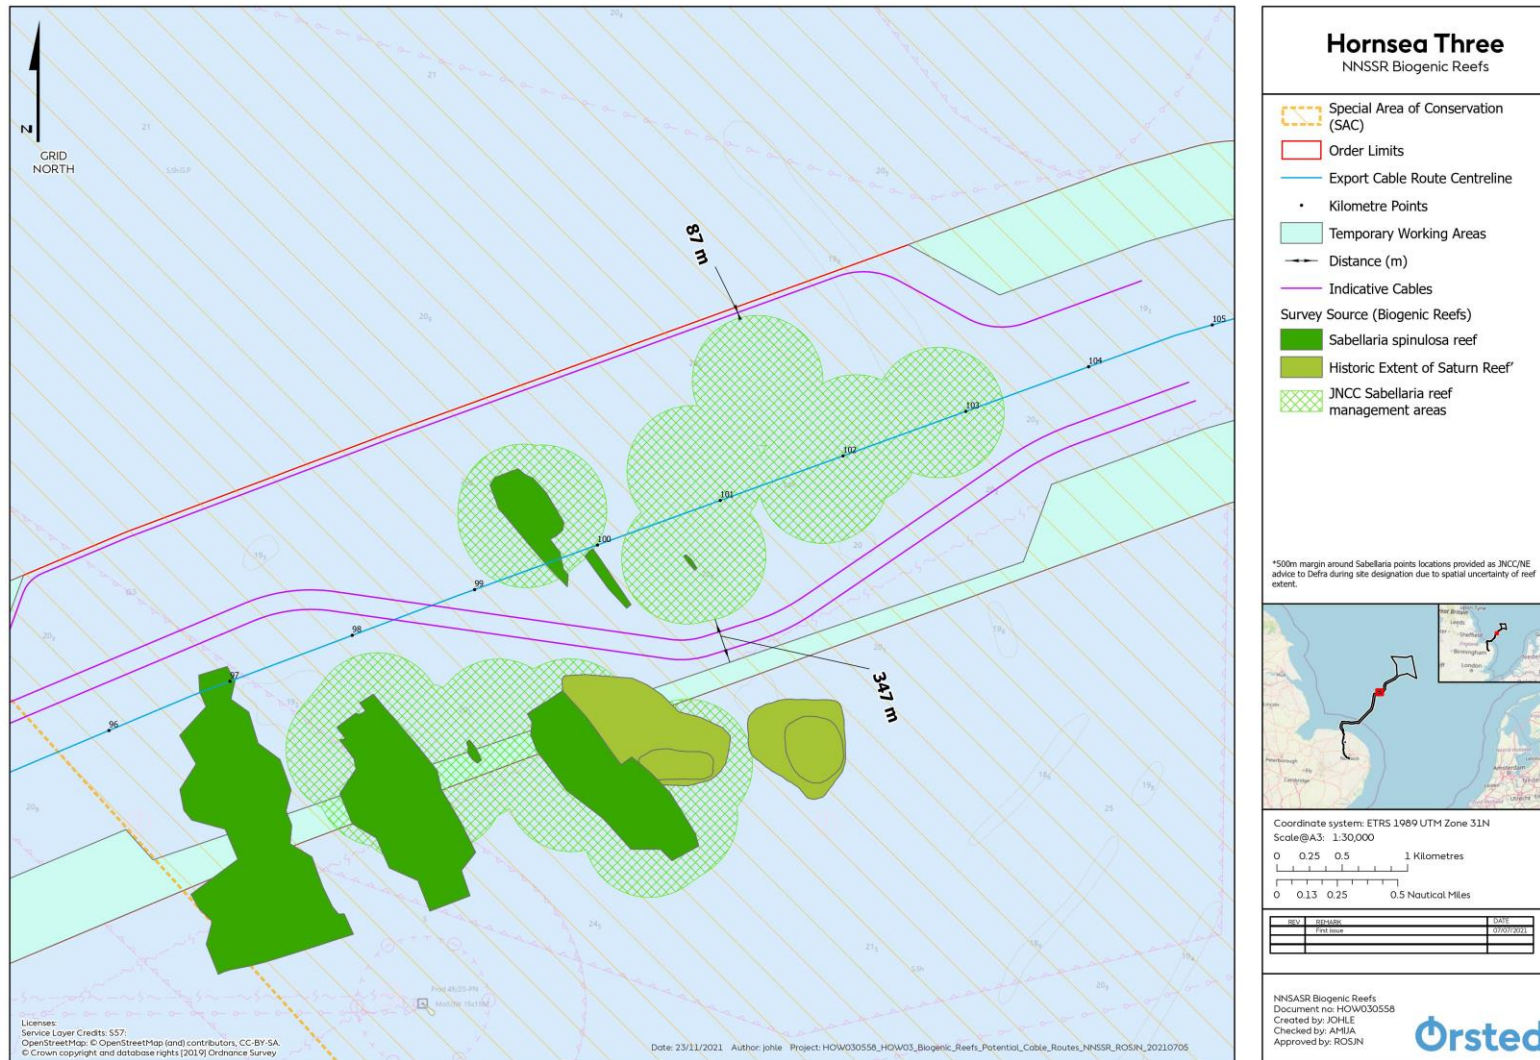 GRID
NORTH
N
87 m
347 m
96
97
98
99
100
101
102
103
104
105
Licenses:
Service Layer Credits: S57:
OpenStreetMap: © OpenStreetMap (and) contributors, CC-BY-SA.
© Crown copyright and database rights [2019] Ordnance Survey
Date: 23/11/2021 Author: johle Project: HOW030558_HOW03_Biogenic_Reefs_Potential_Cable_Routes_NNSSR_ROSJN_20210705
Hornsea Three
NNSSR Biogenic Reefs
Special Area of Conservation
(SAC)
Order Limits
Export Cable Route Centreline
Kilometre Points
Temporary Working Areas
Distance (m)
Indicative Cables
Survey Source (Biogenic Reefs)
Sabellaria spinulosa reef
Historic Extent of Saturn Reef'
JNCC Sabellaria reef
management areas
*500m margin around Sabellaria points locations provided as JNCC/NE
advice to Defra during site designation due to spatial uncertainty of reef
extent.
Coordinate system: ETRS 1989 UTM Zone 31N
Scale@A3: 1:30,000
0 0.25 0.5 1 Kilometres
0 0.13 0.25 0.5 Nautical Miles
REV REMARK DATE
First Issue 07/07/2021
NNSASR Biogenic Reefs
Document no: HOW030558
Created by: JOHLE
Checked by: AMIJA
Approved by: ROSJN
Ørsted